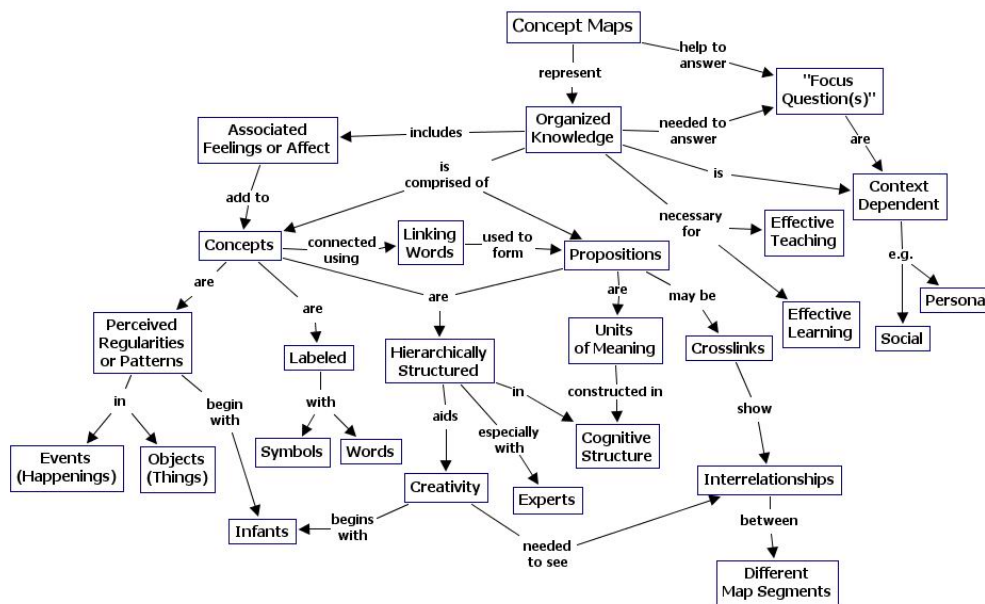 Concept Maps
help to
answer
represent
"Focus
Question(s)"
Organized
Knowledge
needed to
answer
Associated
Feelings or Affect
includes
are
is
comprised of
is
Context
Dependent
add to
necessary
for
Effective
Teaching
Concepts
connected
using
Linking
Words
used to
form
Propositions
e.g.
are
are
are
are
may be
Persona
Effective
Learning
Social
Perceived
Regularities
or Patterns
Labeled
Hierarchically
Structured
Units
of Meaning
Crosslinks
in
begin
with
with
aids
in
especially
with
constructed in
show
Events
(Happenings)
Objects
(Things)
Symbols
Words
Cognitive
Structure
Creativity
Experts
Interrelationships
Infants
begins
with
needed
to see
between
Different
Map Segments